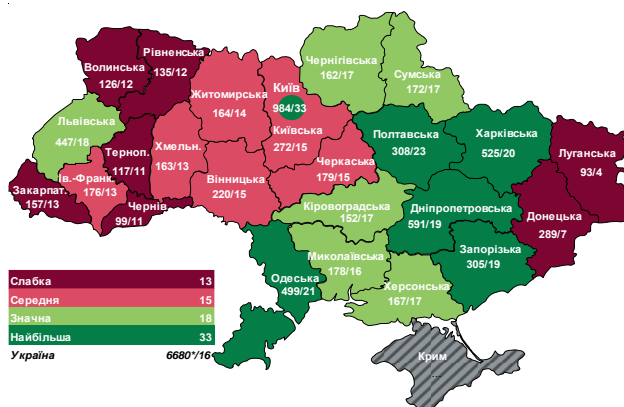 Волинська
126/12
Рівненська
135/12
Житомирська
164/14
Київ
984/33
Київська
272/15
Чернігівська
162/17
Сумська
172/17
Львівська
447/18
Терноп.
117/11
Хмельн.
163/13
Ів.-Франк.
176/13
Закарпат.
157/13
Чернів
99/11
Вінницька
220/15
Черкаська
179/15
Полтавська
308/23
Харківська
525/20
Луганська
93/4
Кіровоградська
152/17
Дніпропетровська
591/19
Донецька
289/7
Запорізька
305/19
Миколаївська
178/16
Одеська
499/21
Херсонська
167/17
Крим
...
Слабка 13
Середня 15
Значна 18
Найбільша 33
Україна 6680*/16